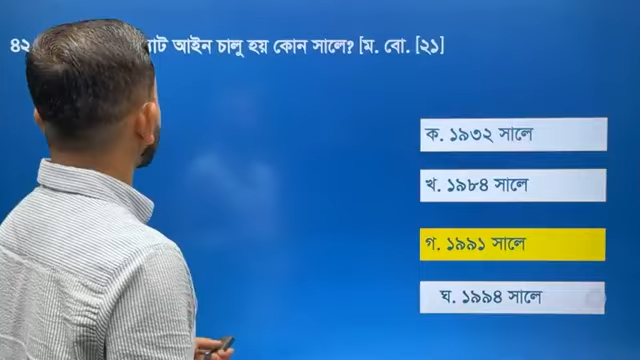 ৪২ ্যাট আইন চালু হয় কোন সালে? [ম. বো. [২১]
ক. ১৯৩২ সালে
খ. ১৯৮৪ সালে
গ. ১৯৯১ সালে
ঘ. ১৯৯৪ সালে